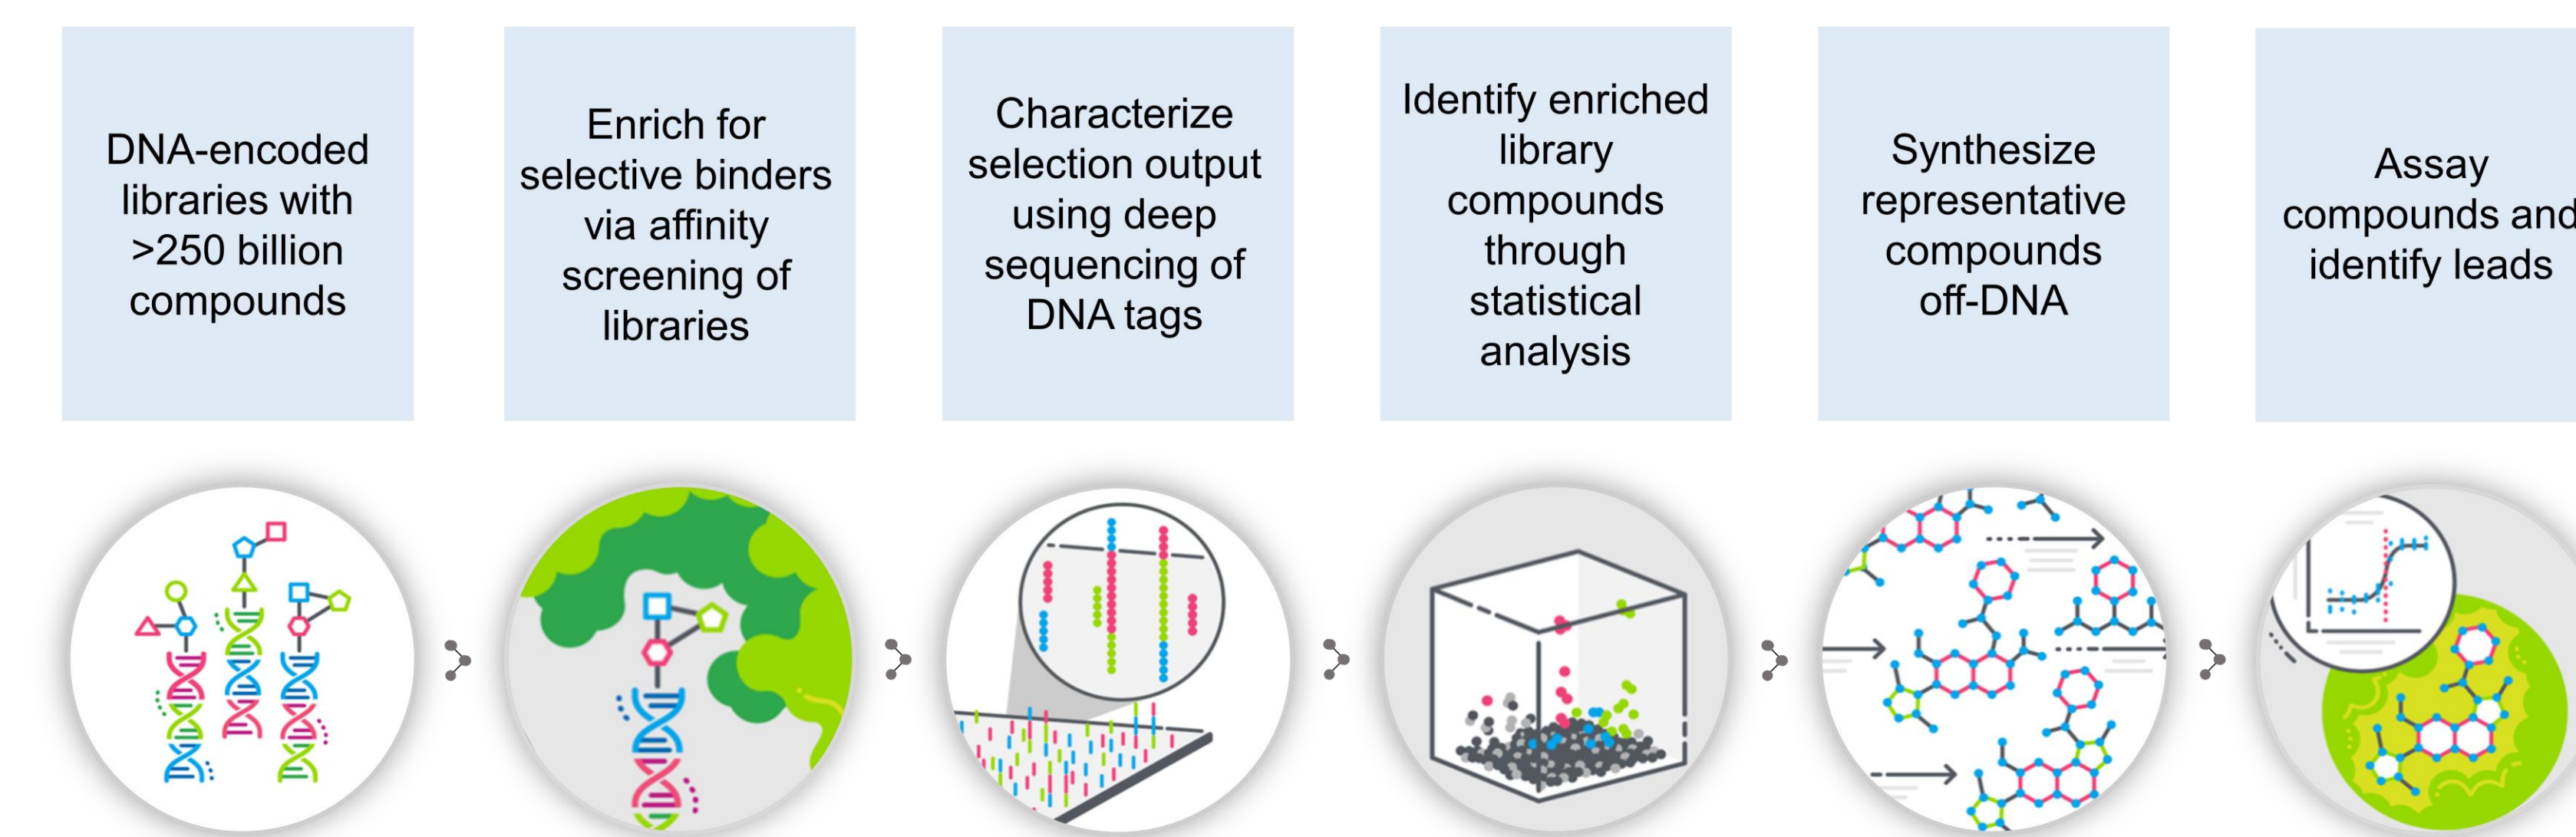 DNA-encoded
libraries with
>250 billion
compounds
Enrich for
selective binders
via affinity
screening of
libraries
Characterize
selection output
using deep
sequencing of
DNA tags
Identify enriched
library
compounds
through
statistical
analysis
Synthesize
representative
compounds
off-DNA
Assay
compounds and
identify leads